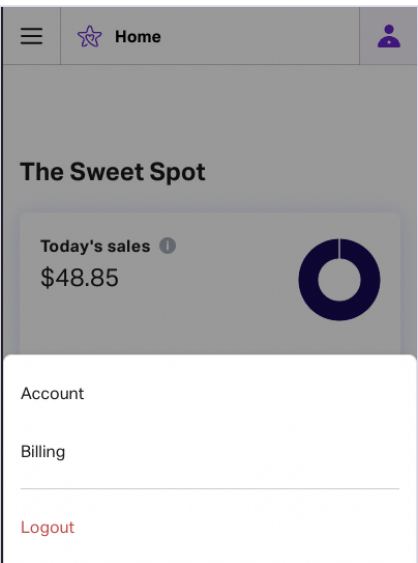 Home
The Sweet Spot
Today's sales
$48.85
Account
Billing
Logout